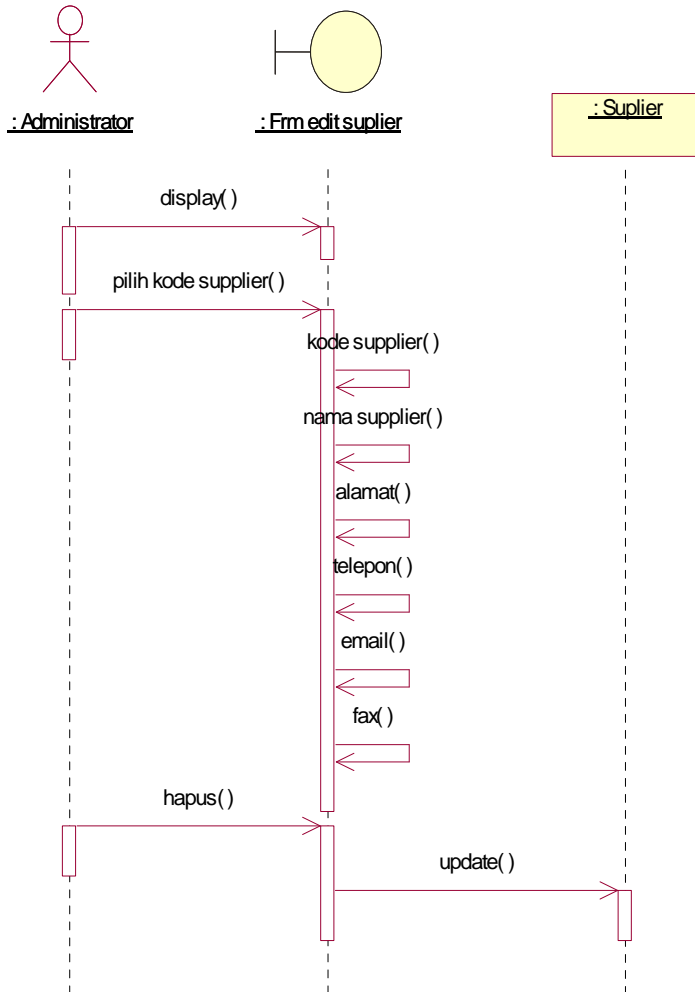 : Administrator
: Frm edit suplier
: Suplier
display( )
pilih kode supplier( )
kode supplier( )
nama supplier( )
alamat( )
telepon( )
email( )
fax( )
hapus( )
update( )